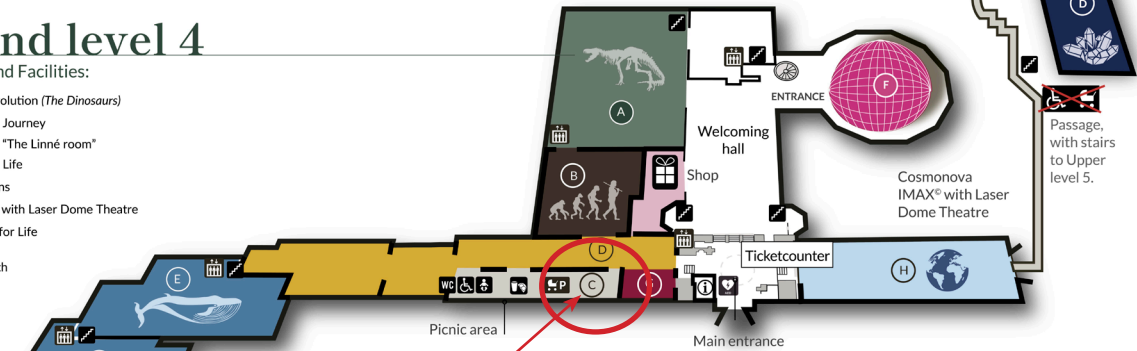 nd level 4
nd Facilities:
olution (The Dinosaurs)
Journey
"The Linné room"
Life
ms
with Laser Dome Theatre
for Life
th
A
B
Shop
Welcoming
hall
ENTRANCE
F
D
Passage,
with stairs
to Upper
level 5.
Cosmonova
IMAX© with Laser
Dome Theatre
Ticketcounter
H
D
E
WC
P
C
G
i
Picnic area
Main entrance